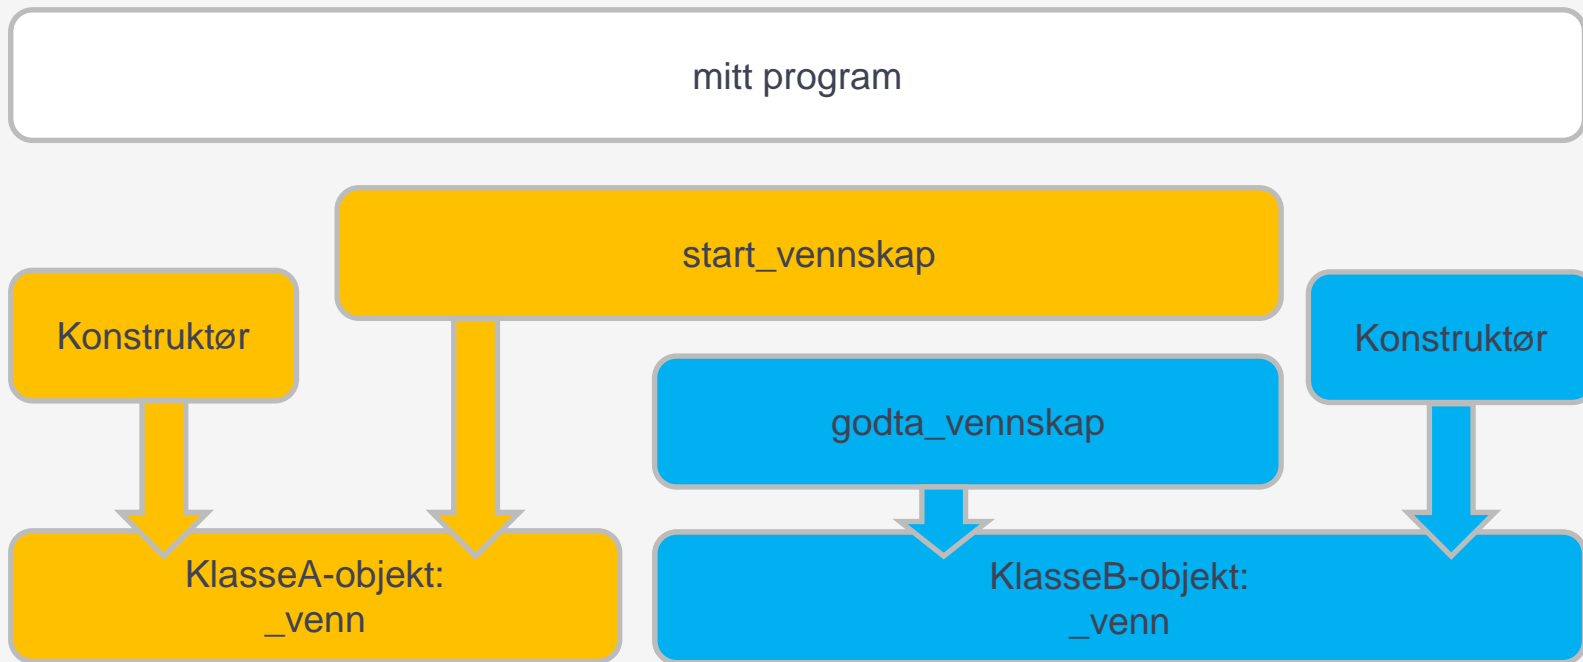 mitt program
start_vennskap
Konstruktør
Konstruktør
godta_vennskap
KlasseA-objekt:
_venn
KlasseB-objekt:
_venn